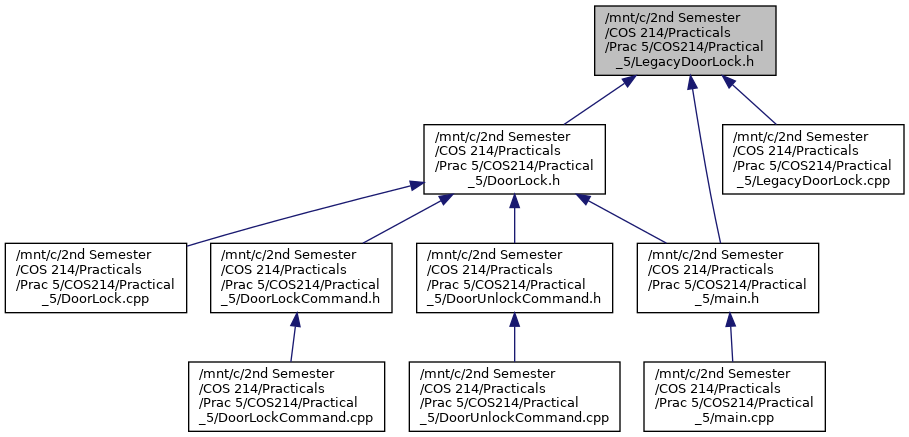 /mnt/c/2nd Semester
/COS 214/Practicals
/Prac 5/COS214/Practical
_5/LegacyDoorLock.h
/mnt/c/2nd Semester
/COS 214/Practicals
/Prac 5/COS214/Practical
_5/DoorLock.h
/mnt/c/2nd Semester
/COS 214/Practicals
/Prac 5/COS214/Practical
_5/LegacyDoorLock.cpp
/mnt/c/2nd Semester
/COS 214/Practicals
/Prac 5/COS214/Practical
_5/DoorLock.cpp
/mnt/c/2nd Semester
/COS 214/Practicals
/Prac 5/COS214/Practical
_5/DoorLockCommand.h
/mnt/c/2nd Semester
/COS 214/Practicals
/Prac 5/COS214/Practical
_5/DoorUnlockCommand.h
/mnt/c/2nd Semester
/COS 214/Practicals
/Prac 5/COS214/Practical
_5/main.h
/mnt/c/2nd Semester
/COS 214/Practicals
/Prac 5/COS214/Practical
_5/DoorLockCommand.cpp
/mnt/c/2nd Semester
/COS 214/Practicals
/Prac 5/COS214/Practical
_5/DoorUnlockCommand.cpp
/mnt/c/2nd Semester
/COS 214/Practicals
/Prac 5/COS214/Practical
_5/main.cpp